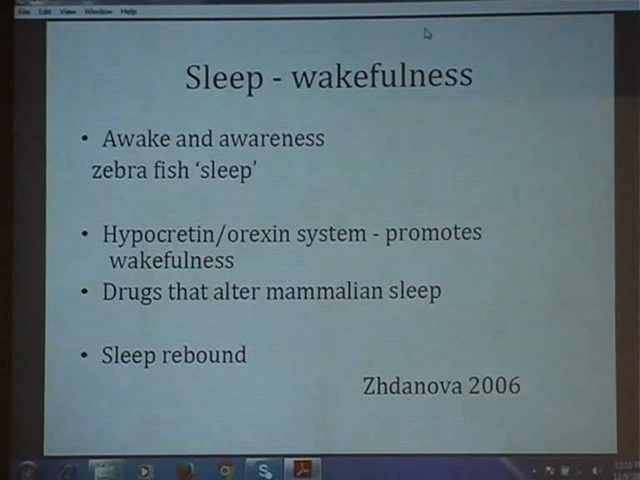 File Edit View Window Help
Sleep - wakefulness
• Awake and awareness
zebra fish ‘sleep’
• Hypocretin/orexin system - promotes
wakefulness
• Drugs that alter mammalian sleep
• Sleep rebound
Zhdanova 2006